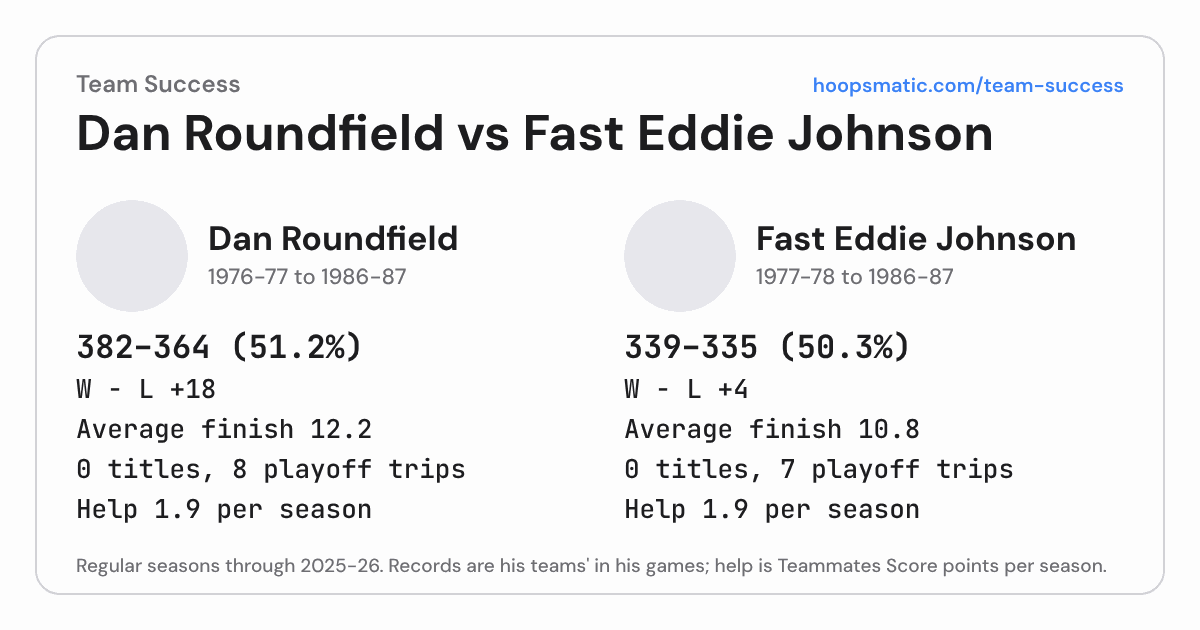 Team Success
hoopsmatic.com/team-success
Dan Roundfield vs Fast Eddie Johnson
Dan Roundfield
1976-77 to 1986-87
382-364 (51.2%)
W - L +18
Average finish 12.2
0 titles, 8 playoff trips
Help 1.9 per season
Fast Eddie Johnson
1977-78 to 1986-87
339-335 (50.3%)
W - L +4
Average finish 10.8
0 titles, 7 playoff trips
Help 1.9 per season
Regular seasons through 2025-26. Records are his teams' in his games; help is Teammates Score points per season.